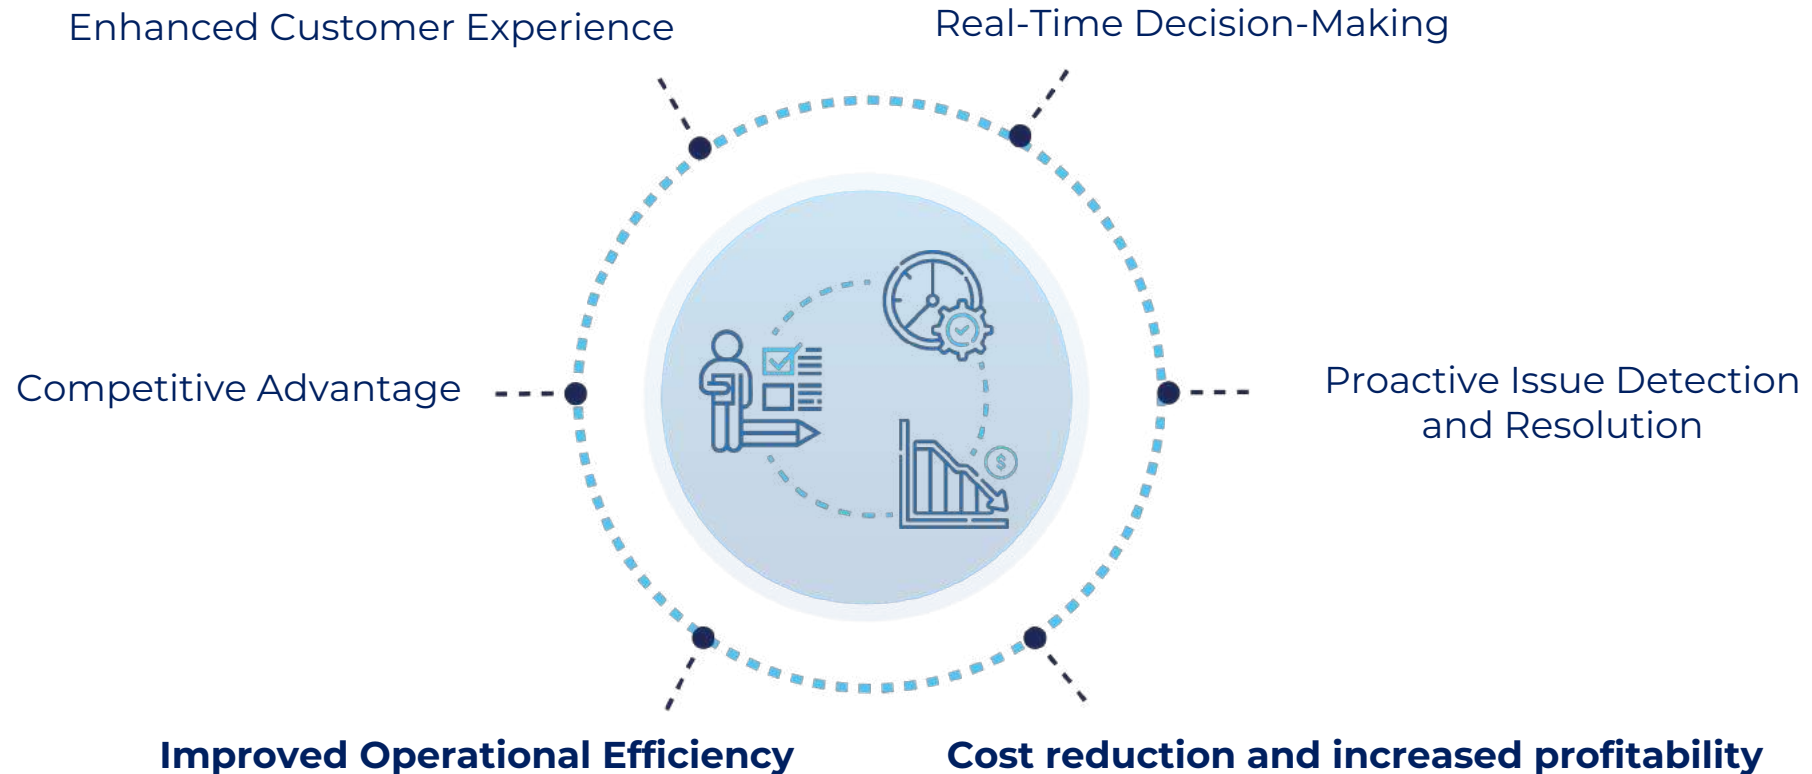 Enhanced Customer Experience
Real-Time Decision-Making
Competitive Advantage
Proactive Issue Detection
and Resolution
Improved Operational Efficiency
Cost reduction and increased profitability
$